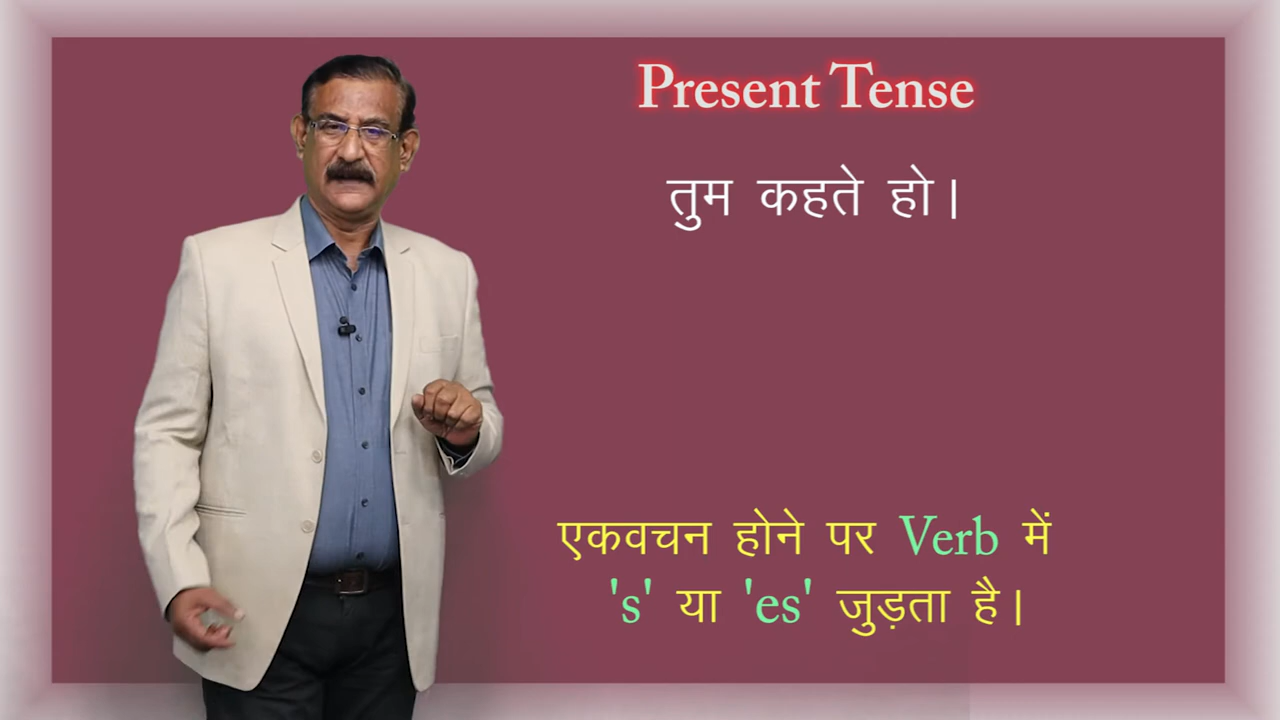 Present Tense
तुम कहते हो।
एकवचन होने पर Verb में
's' या 'es' जुड़ता है।